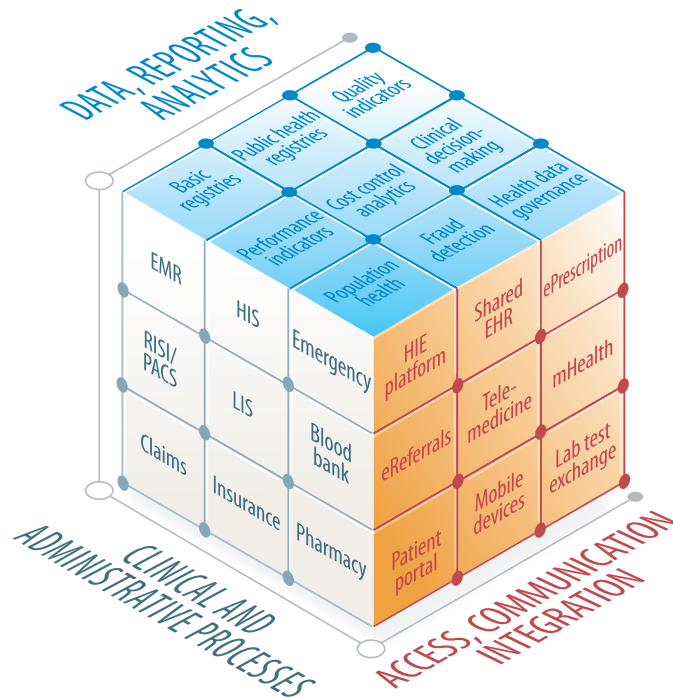 DATA, REPORTING,
ANALYTICS
Quality
indicators
Public health
registries
Clinical
decision-
making
Basic
registries
Cost control
analytics
Health data
governance
Performance
indicators
Fraud
detection
Population
health
EMR
HIS
Emergency
RISI/
PACS
LIS
Blood
bank
Claims
Insurance
Pharmacy
HIE
platform
Shared
EHR
ePrescription
eReferrals
Tele-
medicine
mHealth
Patient
portal
Mobile
devices
Lab test
exchange
CLINICAL AND
ADMINISTRATIVE PROCESSES
ACCESS, COMMUNICATION
INTEGRATION